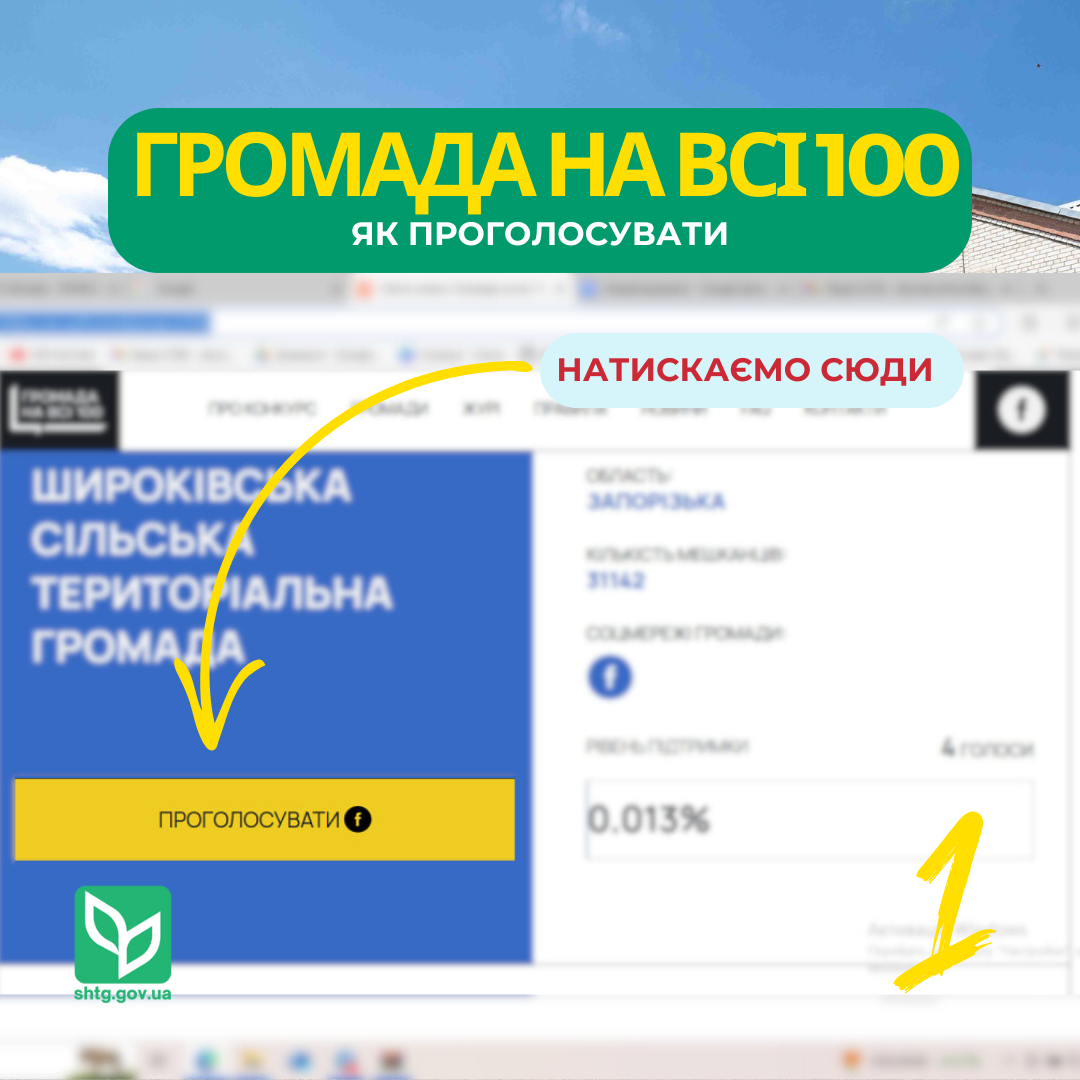 ГРОМАДА НА ВСІ 100
ЯК ПРОГОЛОСУВАТИ
НАТИСКАЄМО СЮДИ
ГРОМАДА
НА ВСІ 100
ПРО КОНКУРС ГРОМАДИ ЖУРІ ПРАВИЛА НОВИНИ FAQ КОНТАКТИ
ШИРОКІВСЬКА
СІЛЬСЬКА
ТЕРИТОРІАЛЬНА
ГРОМАДА
ПРОГОЛОСУВАТИ
ОБЛАСТЬ:
ЗАПОРІЗЬКА
КІЛЬКІСТЬ МЕШКАНЦІВ:
31142
СОЦМЕРЕЖІ ГРОМАДИ:
РІВЕНЬ ПІДТРИМКИ 4 ГОЛОСИ
0.013%
1
shtg.gov.ua